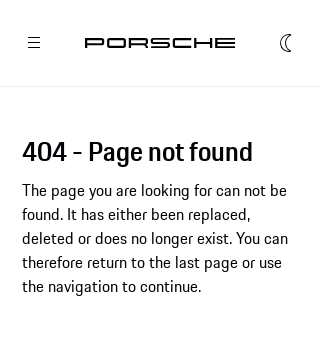 PORSCHE
404 - Page not found
The page you are looking for can not be
found. It has either been replaced,
deleted or does no longer exist. You can
therefore return to the last page or use
the navigation to continue.